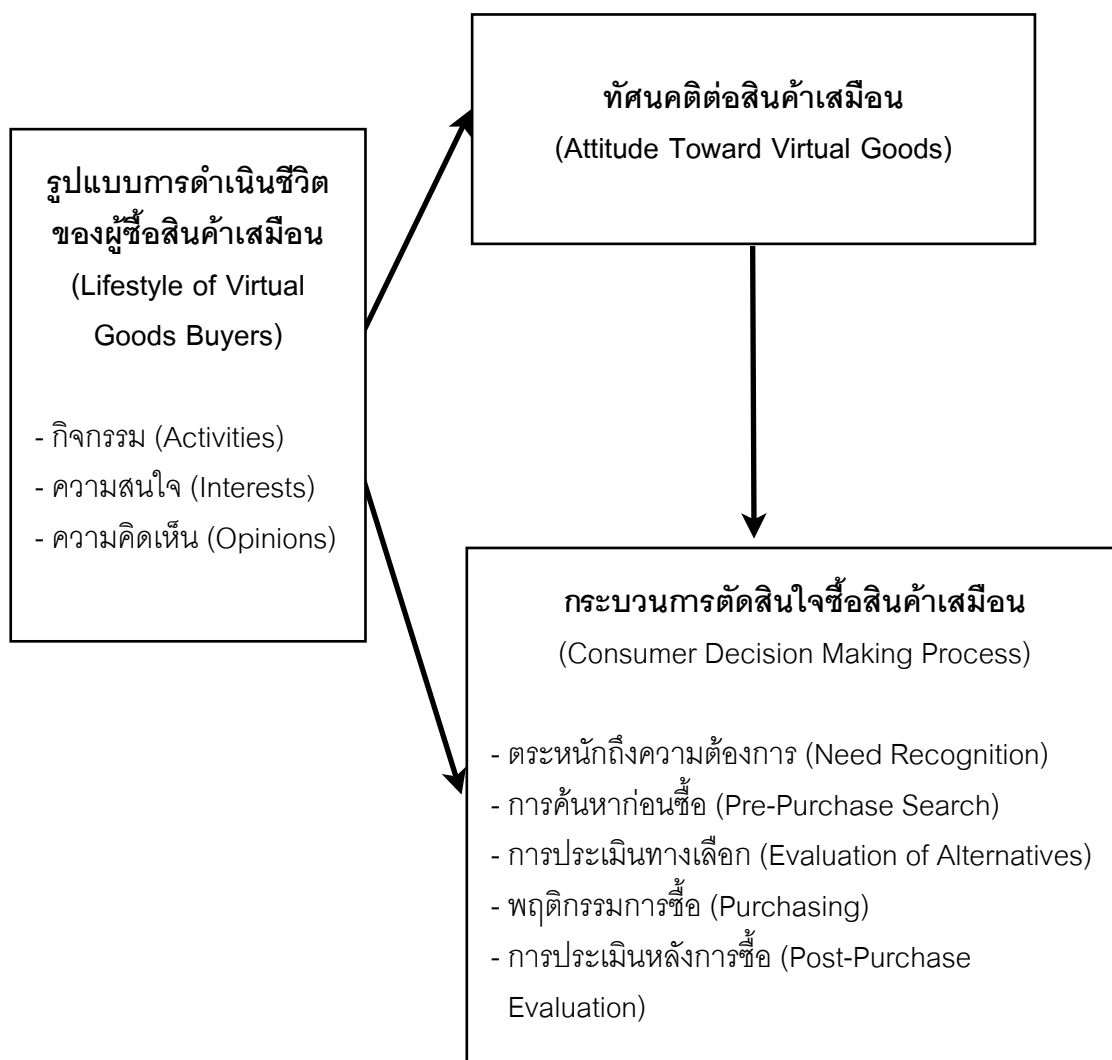 ทัศนคติต่อสินค้าเสมือน
(Attitude Toward Virtual Goods)
รูปแบบการดำเนินชีวิต
ของผู้ซื้อสินค้าเสมือน
(Lifestyle of Virtual
Goods Buyers)
- กิจกรรม (Activities)
- ความสนใจ (Interests)
- ความคิดเห็น (Opinions)
กระบวนการตัดสินใจซื้อสินค้าเสมือน
(Consumer Decision Making Process)
- ตระหนักถึงความต้องการ (Need Recognition)
- การค้นหาก่อนซื้อ (Pre-Purchase Search)
- การประเมินทางเลือก (Evaluation of Alternatives)
- พฤติกรรมการซื้อ (Purchasing)
- การประเมินหลังการซื้อ (Post-Purchase
Evaluation)